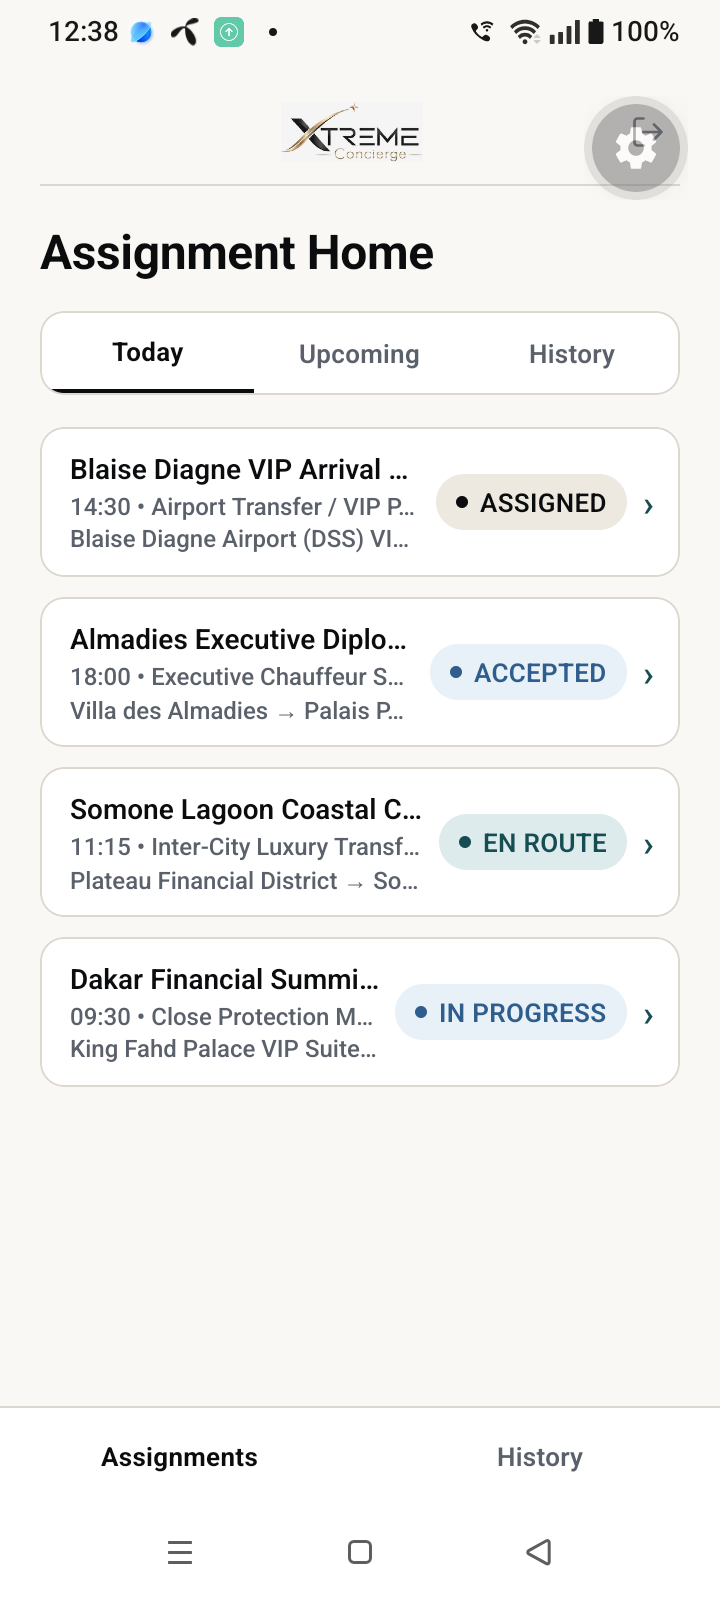 12:38
100%
XTREME
Concierge
Assignment Home
Today
Upcoming
History
Blaise Diagne VIP Arrival ...
14:30 • Airport Transfer / VIP P...
Blaise Diagne Airport (DSS) VI...
ASSIGNED
Almadies Executive Diplo...
18:00 • Executive Chauffeur S...
Villa des Almadies → Palais P...
ACCEPTED
Somone Lagoon Coastal C...
11:15 • Inter-City Luxury Transf...
Plateau Financial District → So...
EN ROUTE
Dakar Financial Summi...
09:30 • Close Protection M...
King Fahd Palace VIP Suite...
IN PROGRESS
Assignments
History